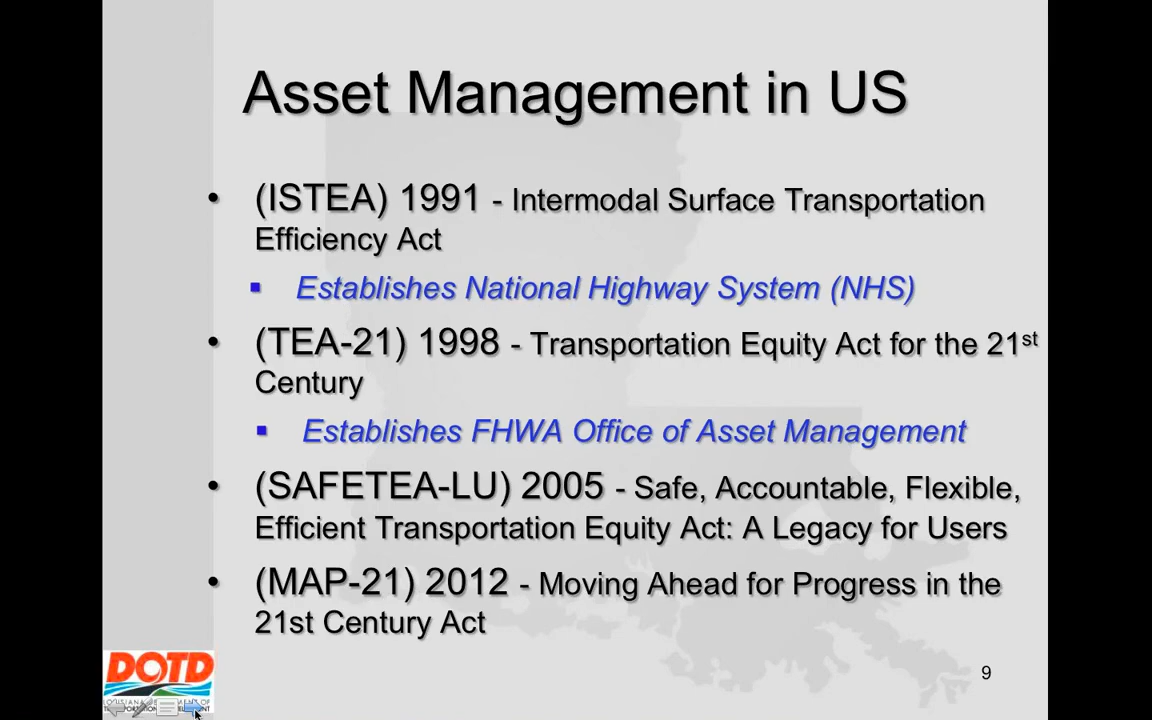 Asset Management in US
• (ISTEA) 1991 - Intermodal Surface Transportation
Efficiency Act
▪ Establishes National Highway System (NHS)
• (TEA-21) 1998 - Transportation Equity Act for the 21st
Century
▪ Establishes FHWA Office of Asset Management
• (SAFETEA-LU) 2005 - Safe, Accountable, Flexible,
Efficient Transportation Equity Act: A Legacy for Users
• (MAP-21) 2012 - Moving Ahead for Progress in the
21st Century Act
DOTD
9